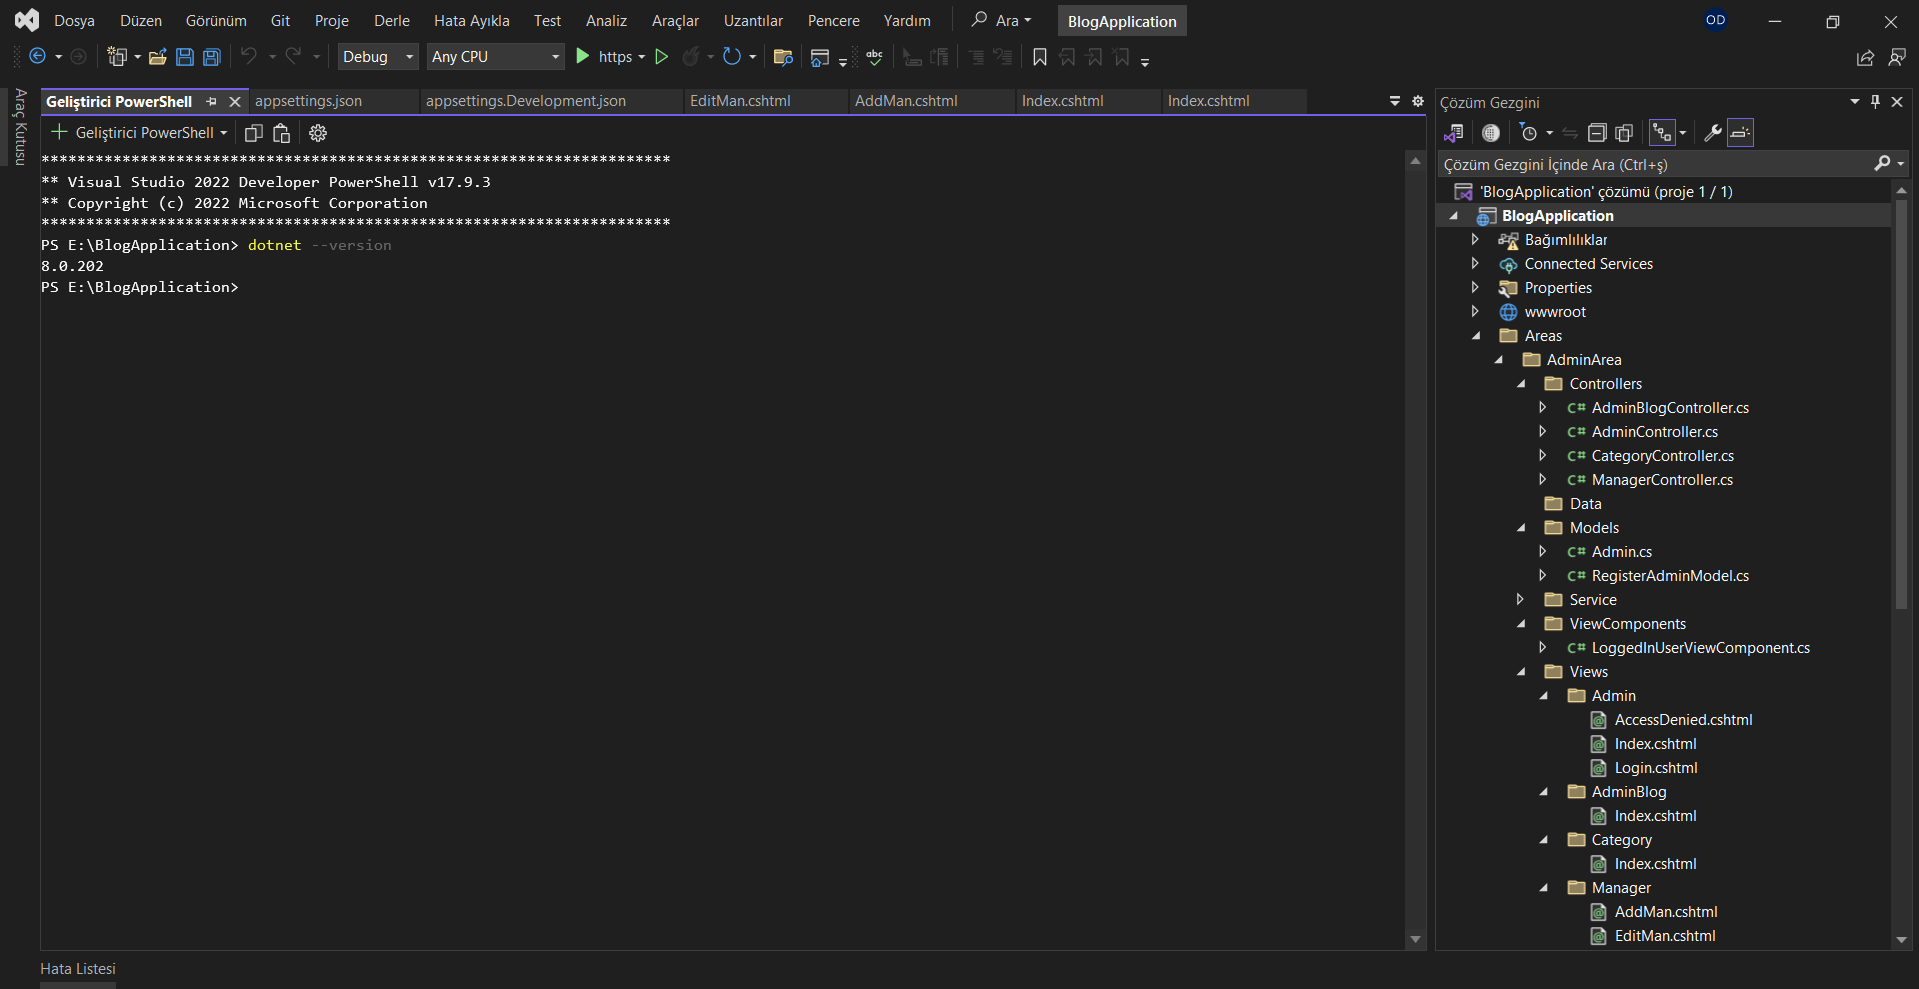 Dosya Düzen Görünüm Git Proje Derle Hata Ayıkla Test Analiz Araçlar Uzantılar Pencere Yardım Ara BlogApplication OD
Debug Any CPU https
Araç Kutusu
Geliştirici PowerShell appsettings.json appsettings.Development.json EditMan.cshtml AddMan.cshtml Index.cshtml Index.cshtml
Geliştirici PowerShell
**********************************************************************
** Visual Studio 2022 Developer PowerShell v17.9.3
** Copyright (c) 2022 Microsoft Corporation
**********************************************************************
PS E:\BlogApplication> dotnet --version
8.0.202
PS E:\BlogApplication>
Çözüm Gezgini
Çözüm Gezgini İçinde Ara (Ctrl+ş)
'BlogApplication' çözümü (proje 1 / 1)
BlogApplication
Bağımlılıklar
Connected Services
Properties
wwwroot
Areas
AdminArea
Controllers
C# AdminBlogController.cs
C# AdminController.cs
C# CategoryController.cs
C# ManagerController.cs
Data
Models
C# Admin.cs
C# RegisterAdminModel.cs
Service
ViewComponents
C# LoggedInUserViewComponent.cs
Views
Admin
AccessDenied.cshtml
Index.cshtml
Login.cshtml
AdminBlog
Index.cshtml
Category
Index.cshtml
Manager
AddMan.cshtml
EditMan.cshtml
Hata Listesi